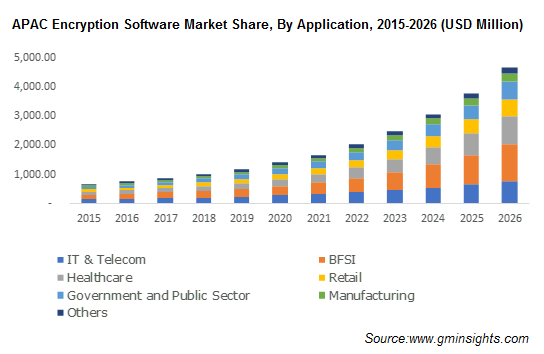 APAC Encryption Software Market Share, By Application, 2015-2026 (USD Million)
5,000.00
4,000.00
3,000.00
2,000.00
1,000.00
-
2015 2016 2017 2018 2019 2020 2021 2022 2023 2024 2025 2026
IT & Telecom BFSI
Healthcare Retail
Government and Public Sector Manufacturing
Others
Source:www.gminsights.com